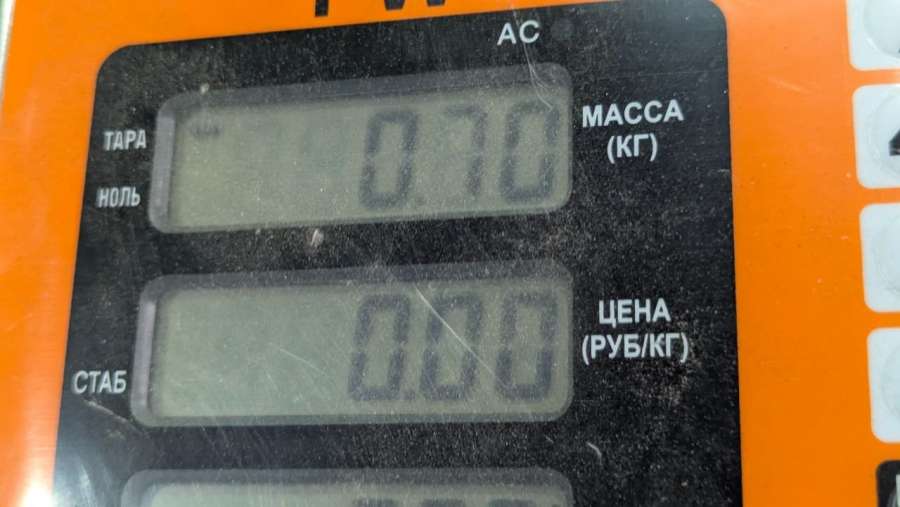 AC
ТАРА
0.70
МАССА
(КГ)
НОЛЬ
0.00
ЦЕНА
(РУБ/КГ)
СТАБ